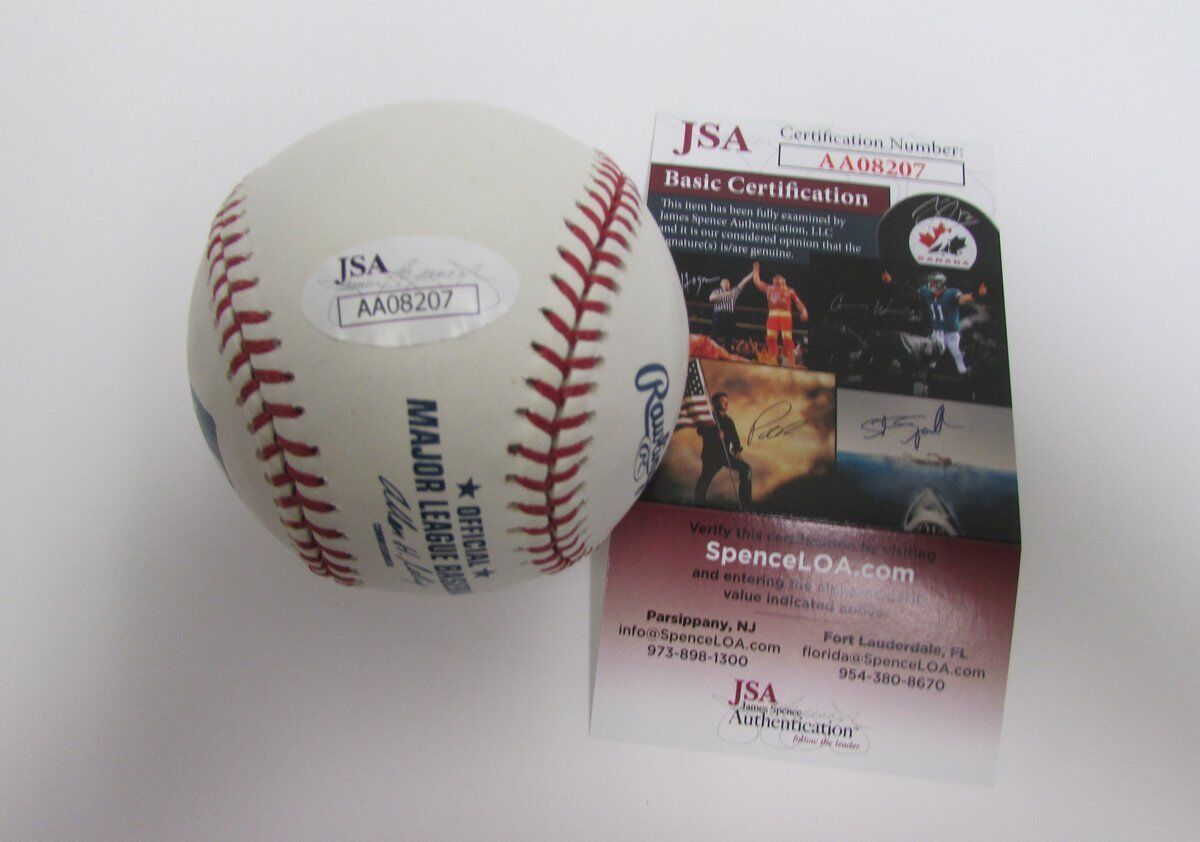 JSA
AA08207
★ OFFICIAL ★
MAJOR LEAGUE BASE
Allan H.
Rawl
JSA
Certification Number:
AA08207
Basic Certification
This item has been fully examined by
James Spence Authentication, LLC
and it is our considered opinion that the
signature(s) is/are genuine.
CANADA
11
Verify this certification by visiting
SpenceLOA.com
and entering the alpha-numeric
value indicated above.
Parsippany, NJ
info@SpenceLOA.com
973-898-1300
Fort Lauderdale, FL
florida@SpenceLOA.com
954-380-8670
JSA
James Spence
Authentication
follow the leader